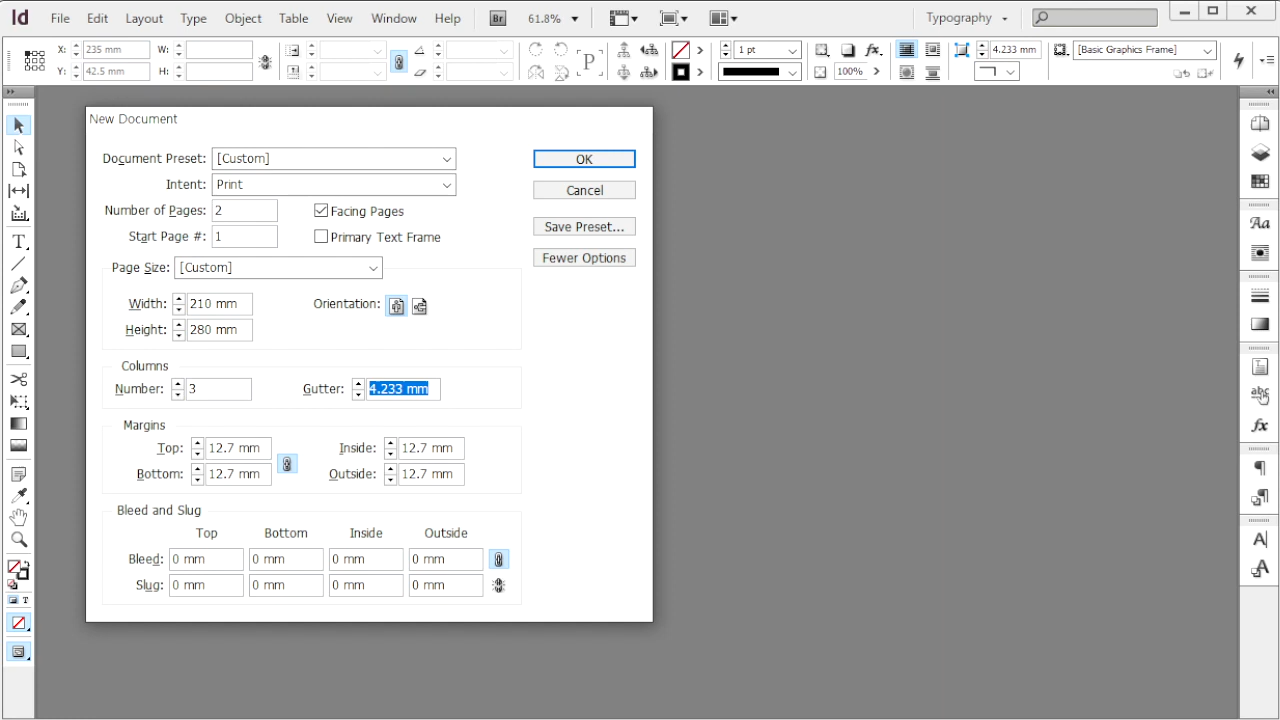 Id File Edit Layout Type Object Table View Window Help Br 61.8% Typography
X: 235 mm W: 1 pt 4.233 mm [Basic Graphics Frame]
Y: 42.5 mm H: P 100% fx
New Document
Document Preset: [Custom] OK
Intent: Print Cancel
Number of Pages: 2 Facing Pages
Start Page #: 1 Primary Text Frame Save Preset...
Page Size: [Custom] Fewer Options
Width: 210 mm Orientation:
Height: 280 mm
Columns
Number: 3 Gutter: 4.233 mm
Margins
Top: 12.7 mm Inside: 12.7 mm
Bottom: 12.7 mm Outside: 12.7 mm
Bleed and Slug
Top Bottom Inside Outside
Bleed: 0 mm 0 mm 0 mm 0 mm
Slug: 0 mm 0 mm 0 mm 0 mm